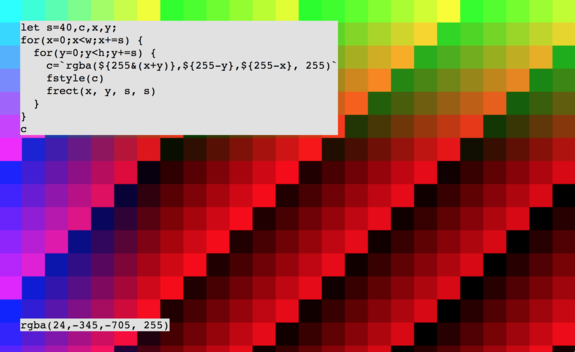 let s=40,c,x,y;
for(x=0;x<w;x+=s) {
  for(y=0;y<h;y+=s) {
    c=`rgba(${255&(x+y)},${255-y},${255-x}, 255)`
    fstyle(c)
    frect(x, y, s, s)
  }
}
c
rgba(24,-345,-705, 255)